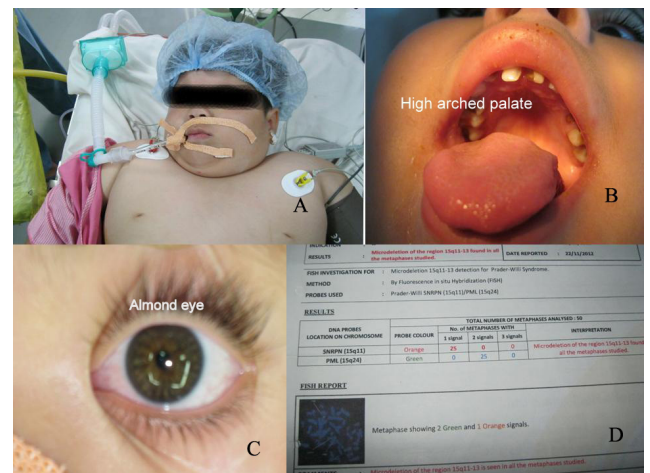 A
High arched palate
B
Almond eye
C
INDICATION
RESULTS : Microdeletion of the region 15q11-13 found in all
the metaphases studied.
DATE REPORTED : 23/11/2012
FISH INVESTIGATION FOR : Microdeletion 15q11-13 detection for Prader-Will Syndrome.
METHOD : By Fluorescence in situ Hybridization (FISH)
PROBES USED : Prader-Will SNRPN (15q11)/PML (15q24)
RESULTS
TOTAL NUMBER OF METAPHASES ANALYSED : 50
DNA PROBES
LOCATION ON CHROMOSOME
PROBE COLOUR
No. of METAPHASES WITH
1 signal 2 signals 3 signals
INTERPRETATION
SNRPN (15q11) Orange 25 0 0
PML (15q24) Green 0 25 0
Microdeletion of the region 15q11-13 found
all the metaphases studied.
FISH REPORT
Metaphase showing 2 Green and 1 Orange signals.
D
Microdeletion of the region 15q11-13 is seen in all the metaphases studied.